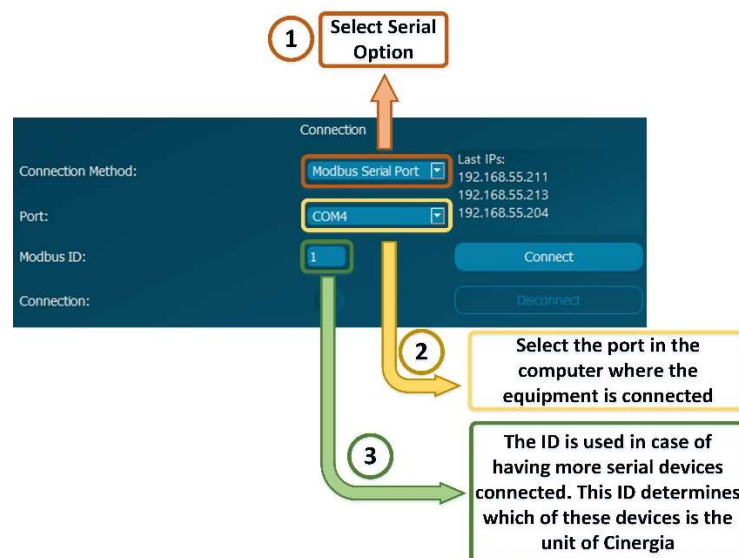 1
Select Serial
Option
Connection
Connection Method:
Modbus Serial Port
Last IPs:
192.168.55.211
192.168.55.213
192.168.55.204
Port:
COM4
Modbus ID:
1
Connect
Connection:
Disconnect
2
Select the port in the
computer where the
equipment is connected
3
The ID is used in case of
having more serial devices
connected. This ID determines
which of these devices is the
unit of Cinergia